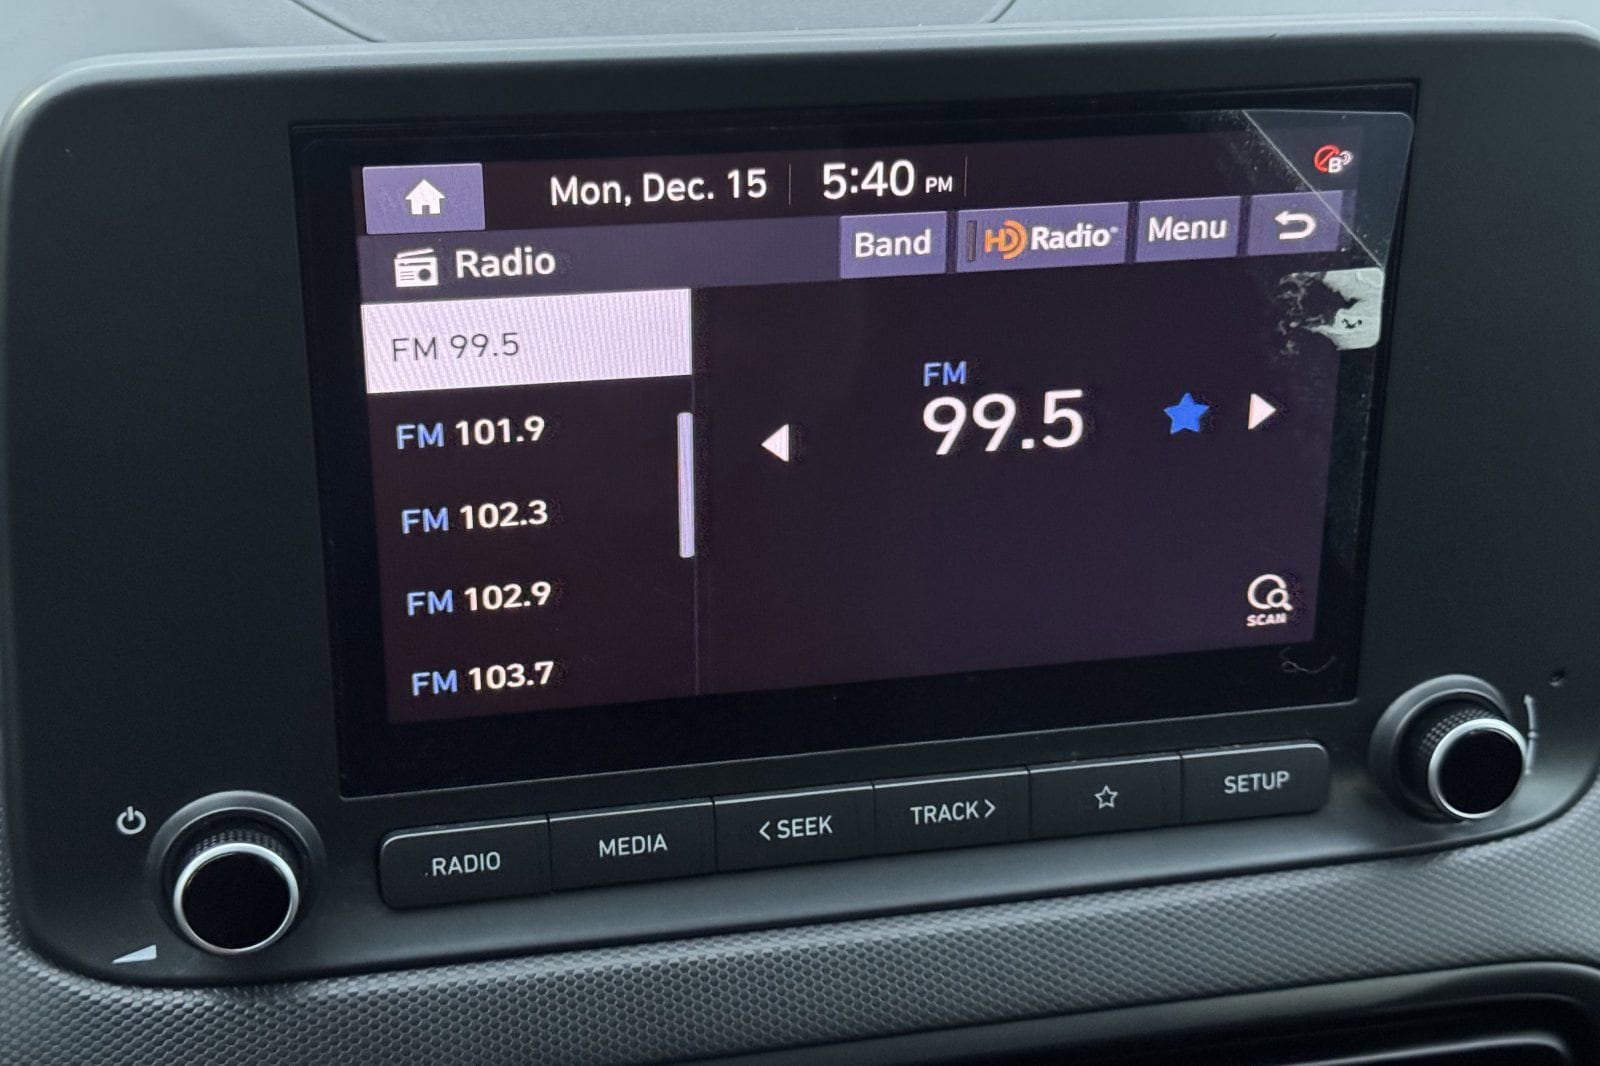 Mon, Dec. 15 5:40 PM
B
Radio Band HD Radio Menu
FM 99.5
FM 101.9
FM 102.3
FM 102.9
FM 103.7
FM
99.5
SCAN
RADIO MEDIA <SEEK TRACK> SETUP